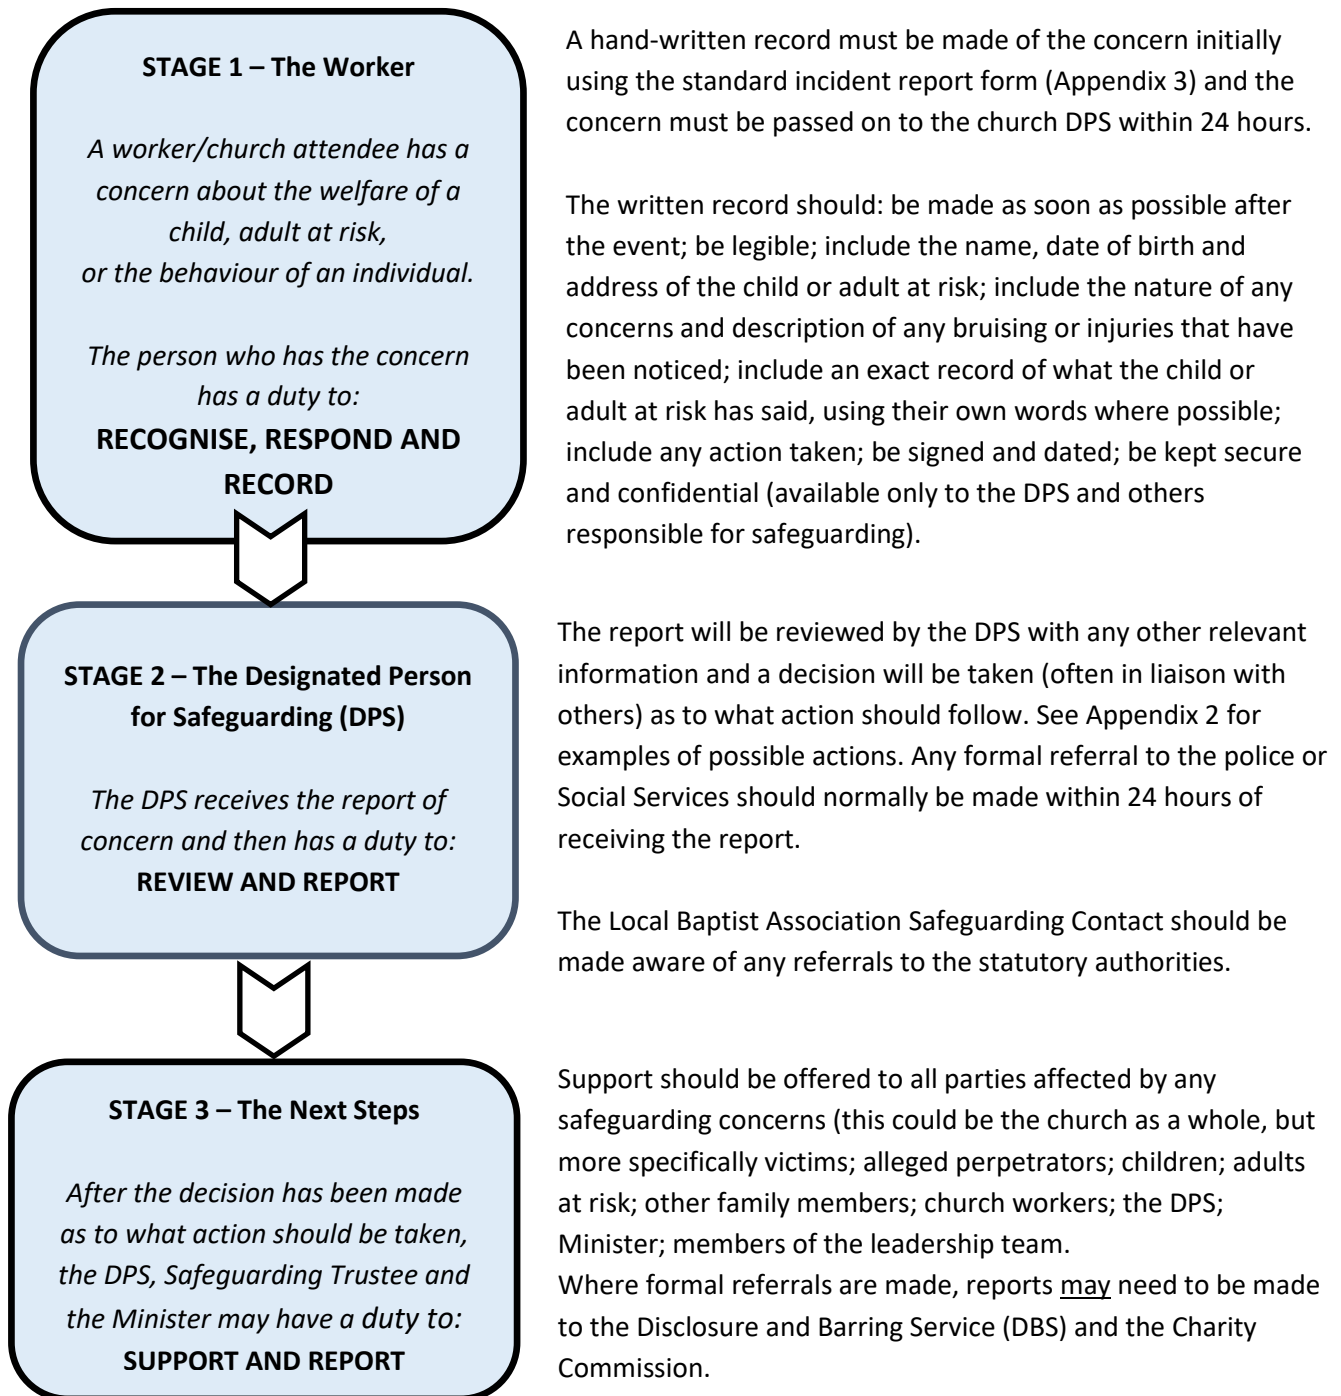 STAGE 1 – The Worker
A worker/church attendee has a
concern about the welfare of a
child, adult at risk,
or the behaviour of an individual.
The person who has the concern
has a duty to:
RECOGNISE, RESPOND AND
RECORD
A hand-written record must be made of the concern initially
using the standard incident report form (Appendix 3) and the
concern must be passed on to the church DPS within 24 hours.
The written record should: be made as soon as possible after
the event; be legible; include the name, date of birth and
address of the child or adult at risk; include the nature of any
concerns and description of any bruising or injuries that have
been noticed; include an exact record of what the child or
adult at risk has said, using their own words where possible;
include any action taken; be signed and dated; be kept secure
and confidential (available only to the DPS and others
responsible for safeguarding).
STAGE 2 – The Designated Person
for Safeguarding (DPS)
The DPS receives the report of
concern and then has a duty to:
REVIEW AND REPORT
The report will be reviewed by the DPS with any other relevant
information and a decision will be taken (often in liaison with
others) as to what action should follow. See Appendix 2 for
examples of possible actions. Any formal referral to the police or
Social Services should normally be made within 24 hours of
receiving the report.
The Local Baptist Association Safeguarding Contact should be
made aware of any referrals to the statutory authorities.
STAGE 3 – The Next Steps
After the decision has been made
as to what action should be taken,
the DPS, Safeguarding Trustee and
the Minister may have a duty to:
SUPPORT AND REPORT
Support should be offered to all parties affected by any
safeguarding concerns (this could be the church as a whole, but
more specifically victims; alleged perpetrators; children; adults
at risk; other family members; church workers; the DPS;
Minister; members of the leadership team.
Where formal referrals are made, reports may need to be made
to the Disclosure and Barring Service (DBS) and the Charity
Commission.